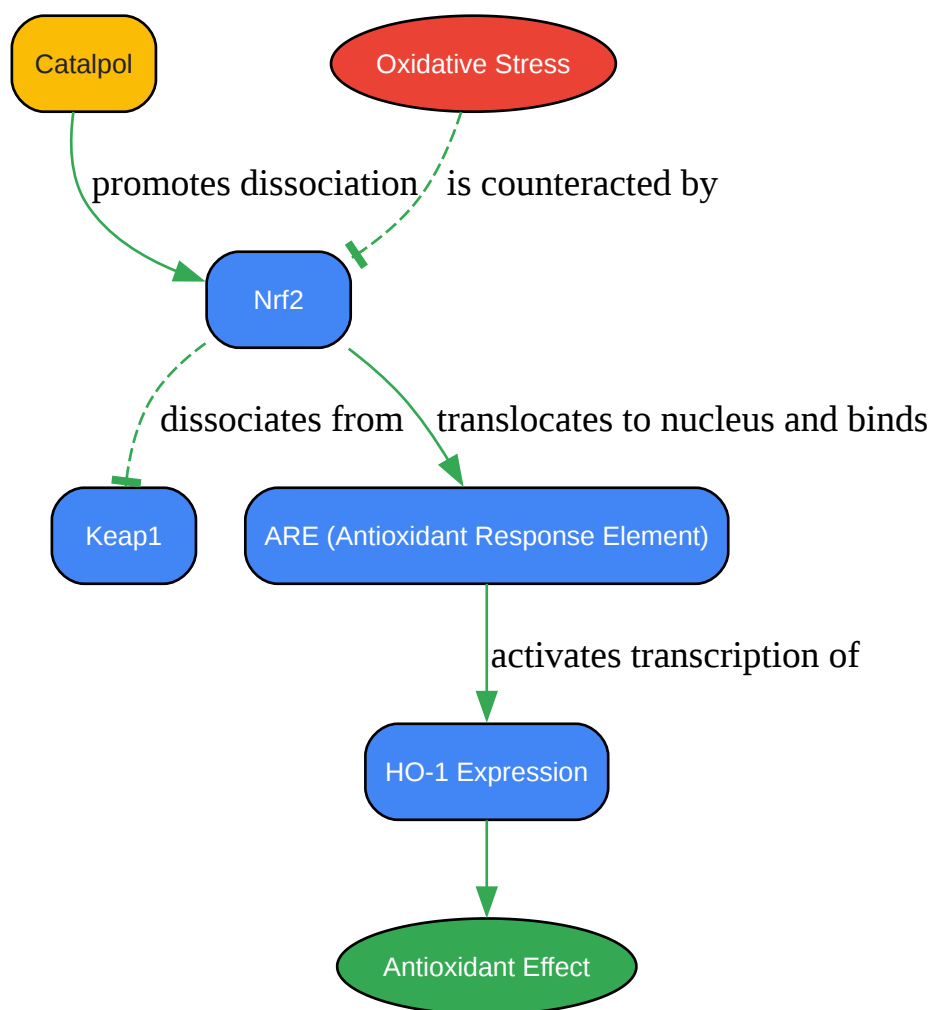 Catalpol
Oxidative Stress
promotes dissociation
is counteracted by
Nrf2
dissociates from
translocates to nucleus and binds
Keap1
ARE (Antioxidant Response Element)
activates transcription of
HO-1 Expression
Antioxidant Effect